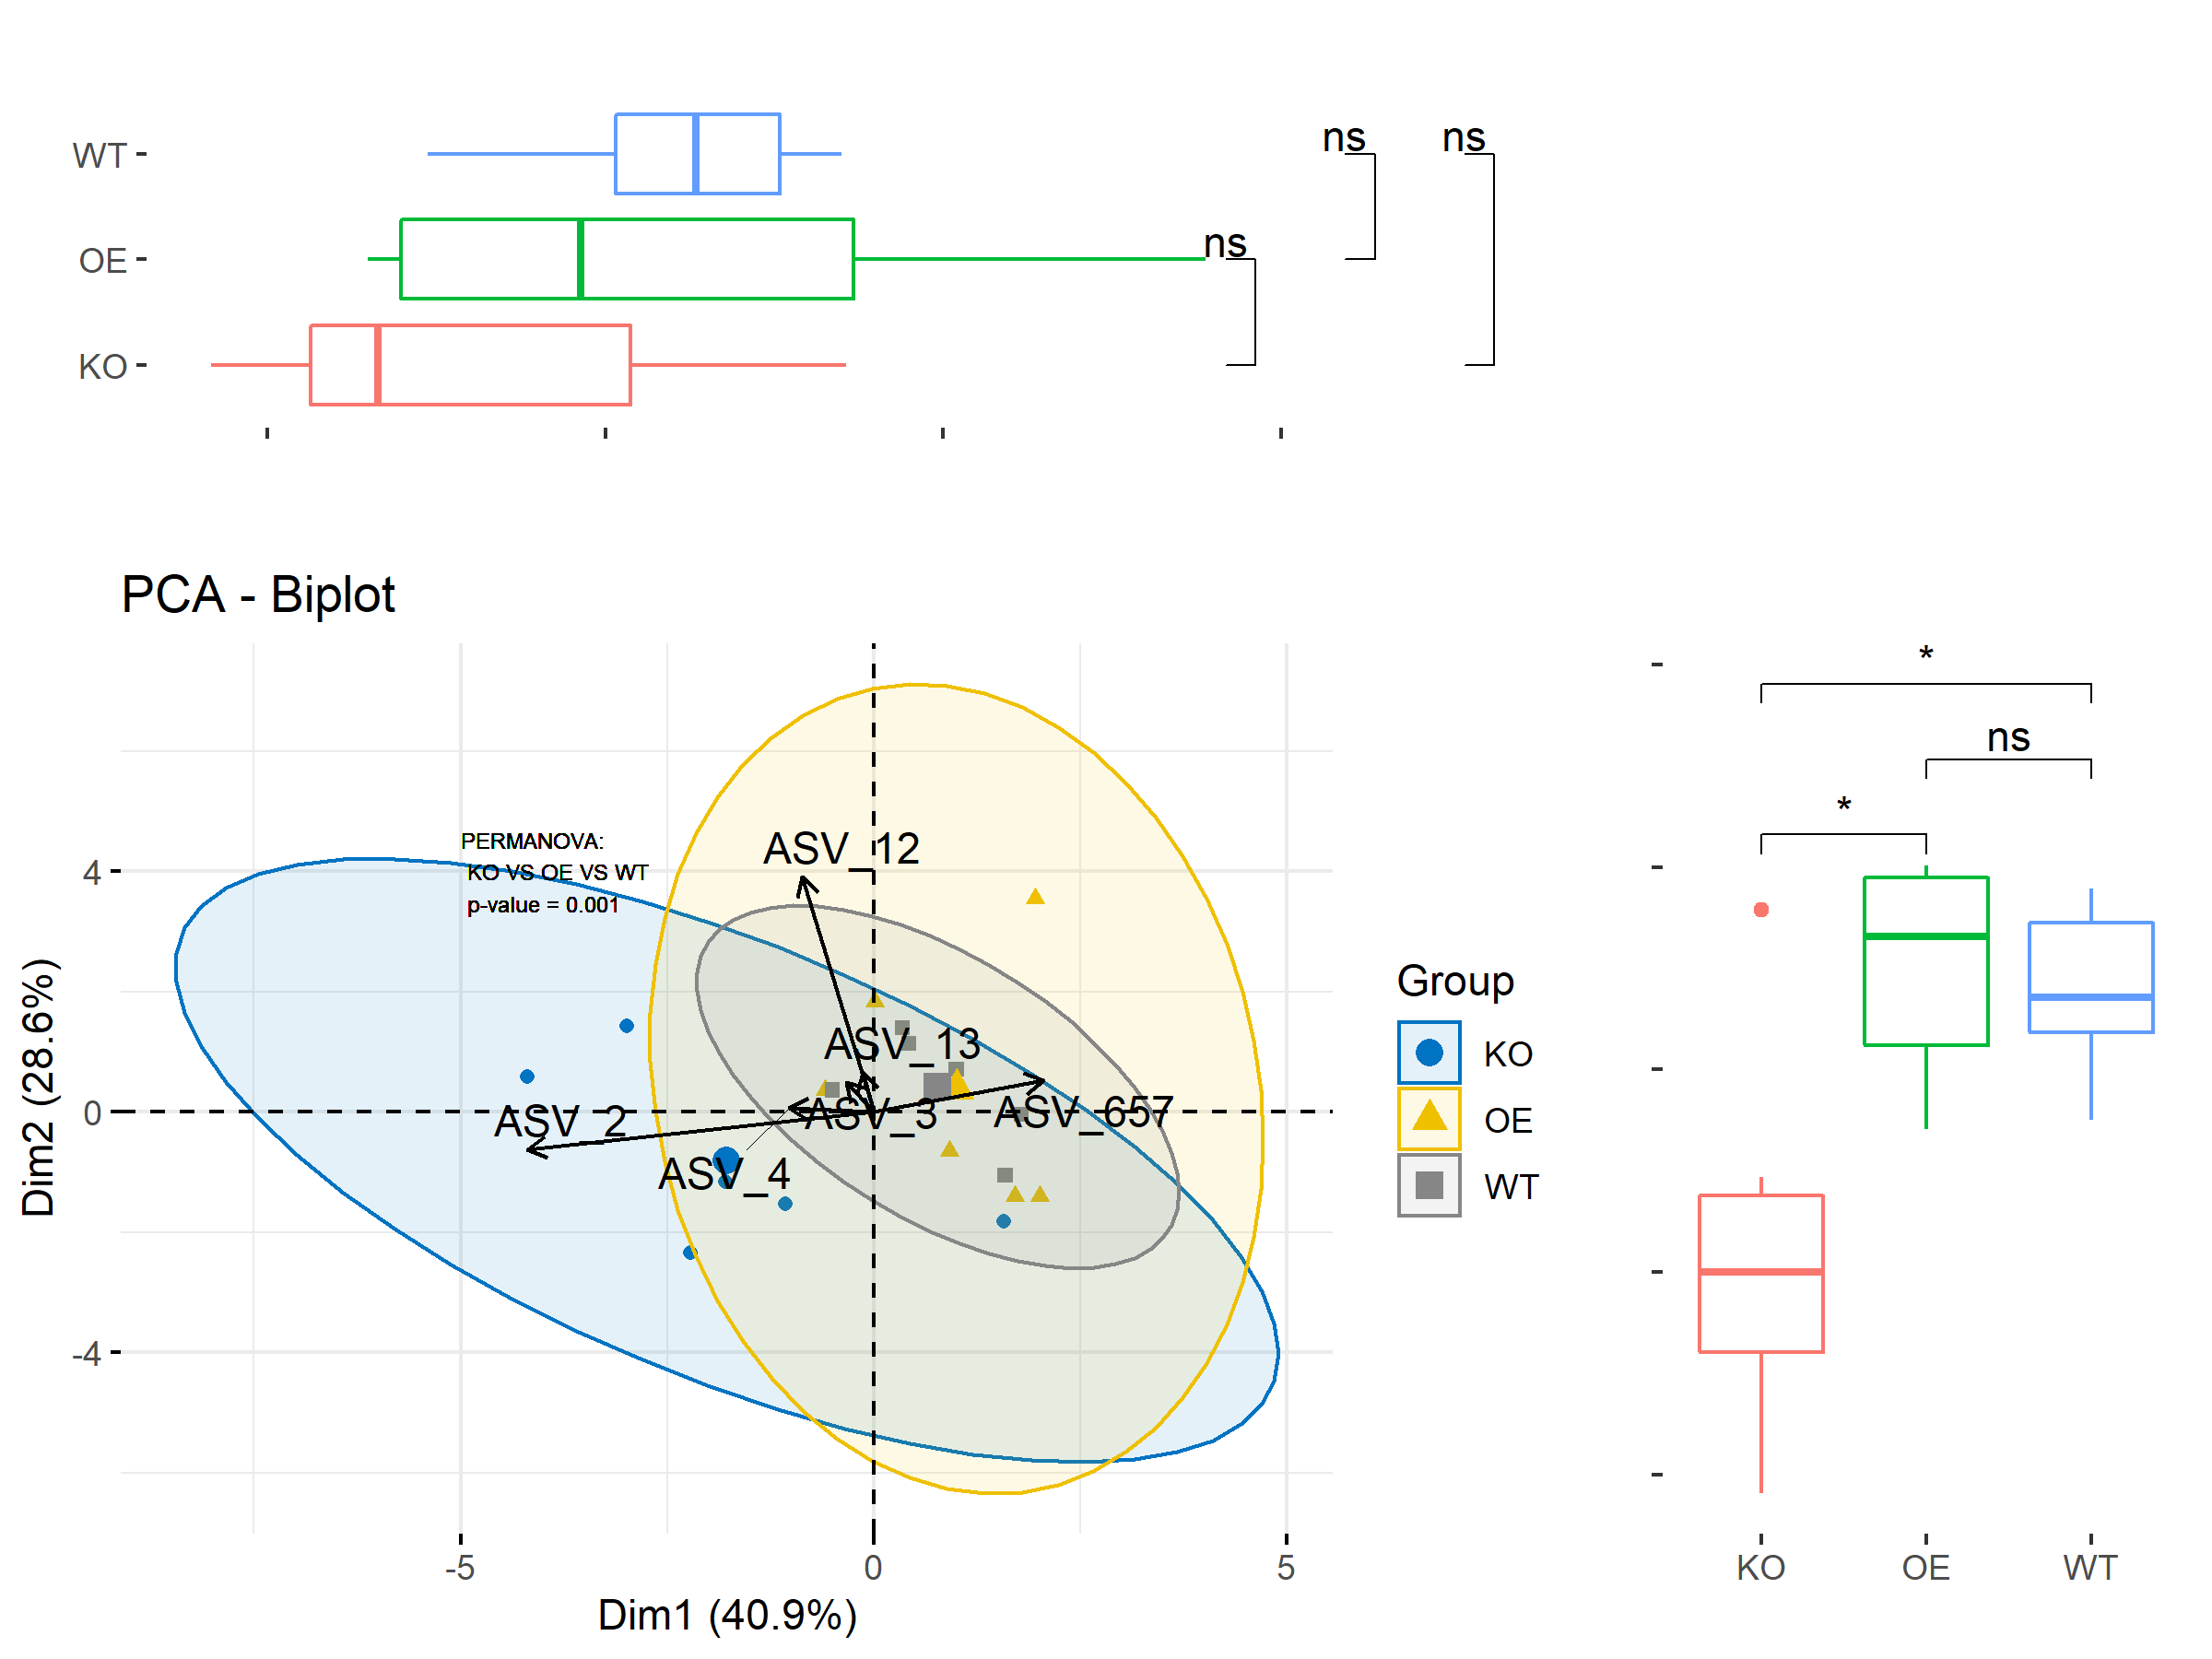 WT
ns
ns
OE
ns
KO
PCA - Biplot
*
ns
*
PERMANOVA:
KO VS OE VS WT
p-value = 0.001
ASV_12
4
ASV_13
Group
KO
OE
WT
0
ASV_2
ASV_3
ASV_657
ASV_4
-4
Dim2 (28.6%)
-5
0
5
KO
OE
WT
Dim1 (40.9%)